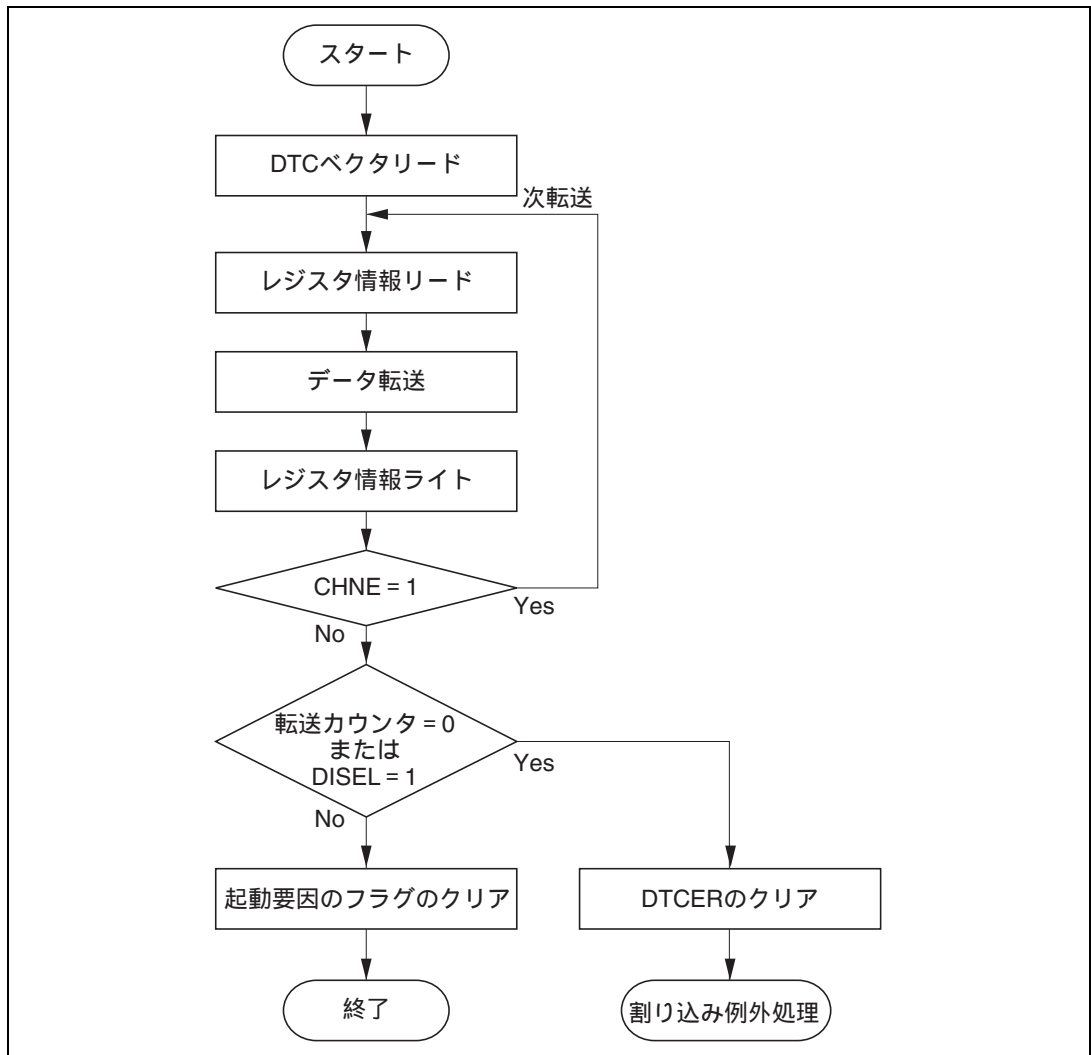 スタート
DTCベクタリード
次転送
レジスタ情報リード
データ転送
レジスタ情報ライト
CHNE = 1
Yes
No
転送カウンタ = 0
または
DISEL = 1
Yes
No
起動要因のフラグのクリア
DTCERのクリア
終了
割り込み例外処理